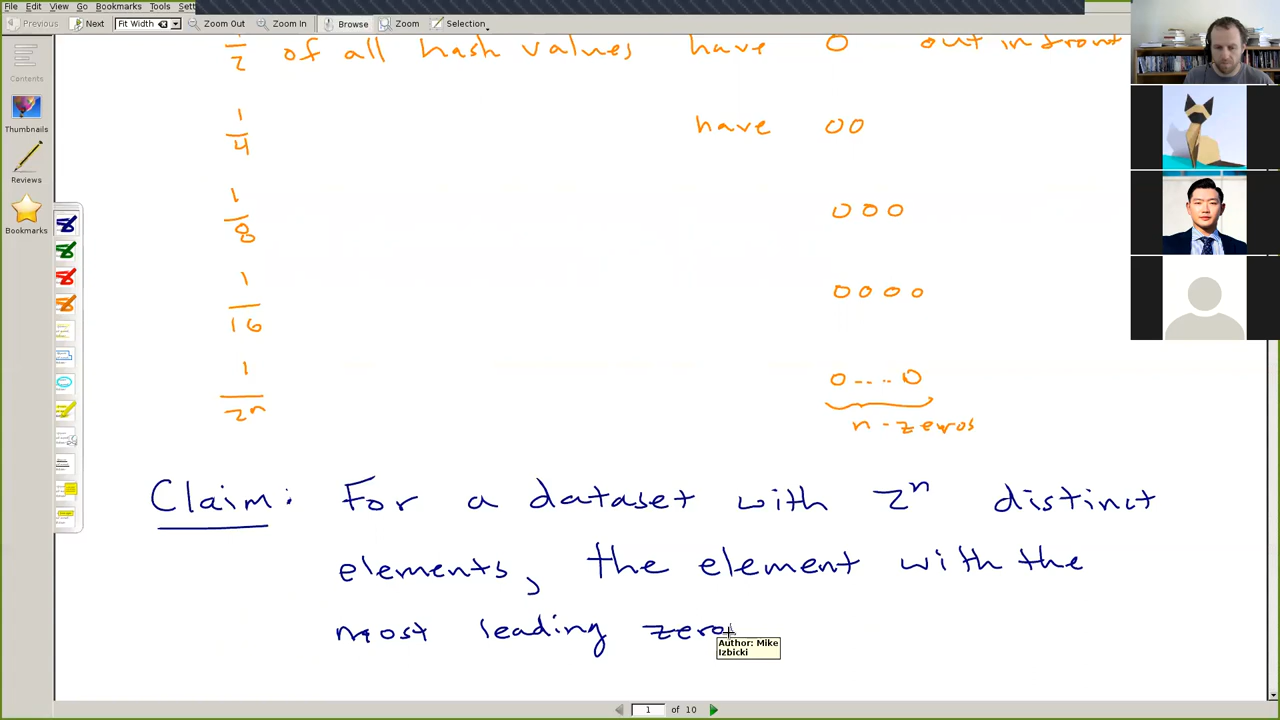 File Edit View Go BookMarks Tools Sett
Previous Next Fit Width Zoom Out Zoom In Browse Zoom Selection
Contents
Thumbnails
Reviews
Bookmarks
1/2 of all hash values have 0 out in front
1/4 have 00
1/8 000
1/16 0000
1/2^n 0....0
n-zeros
Claim: For a dataset with 2^n distinct
elements, the element with the
most leading zeros
Author: Mike
Izbicki
1 of 10